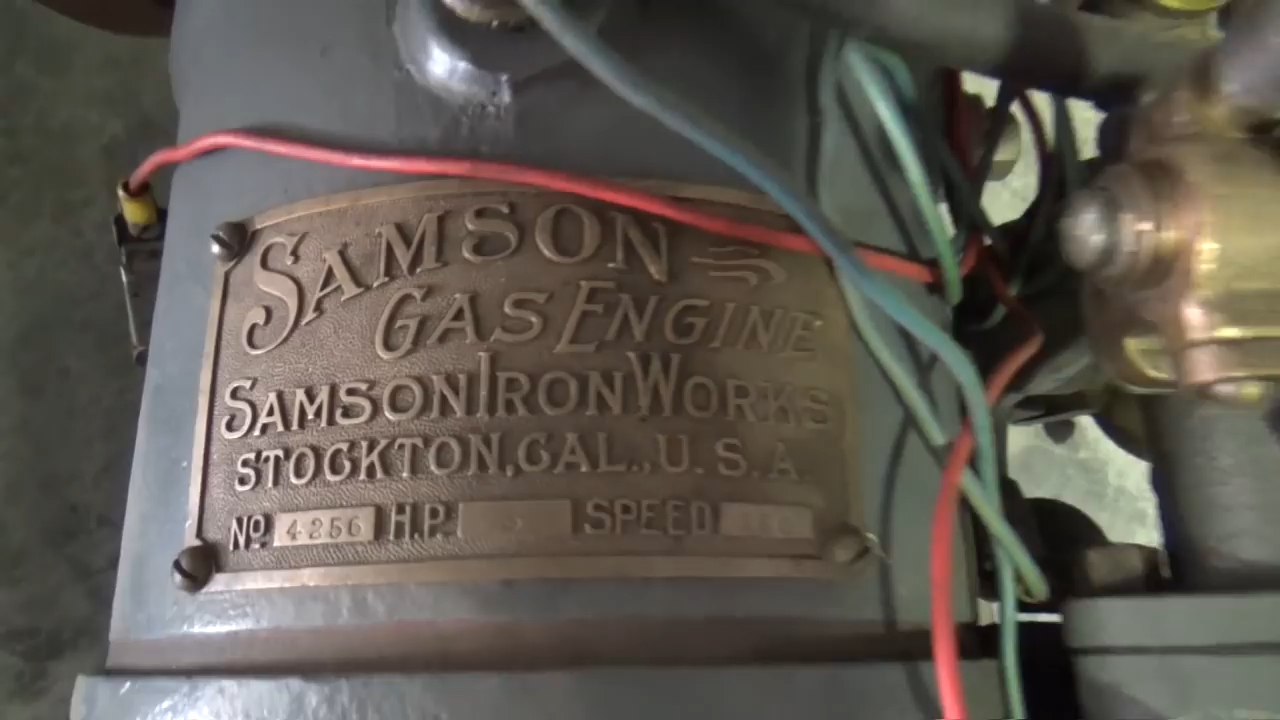 SAMSON
GAS ENGINE
SAMSON IRON WORKS
STOCKTON, CAL., U.S.A.
No. 4256 H.P. SPEED